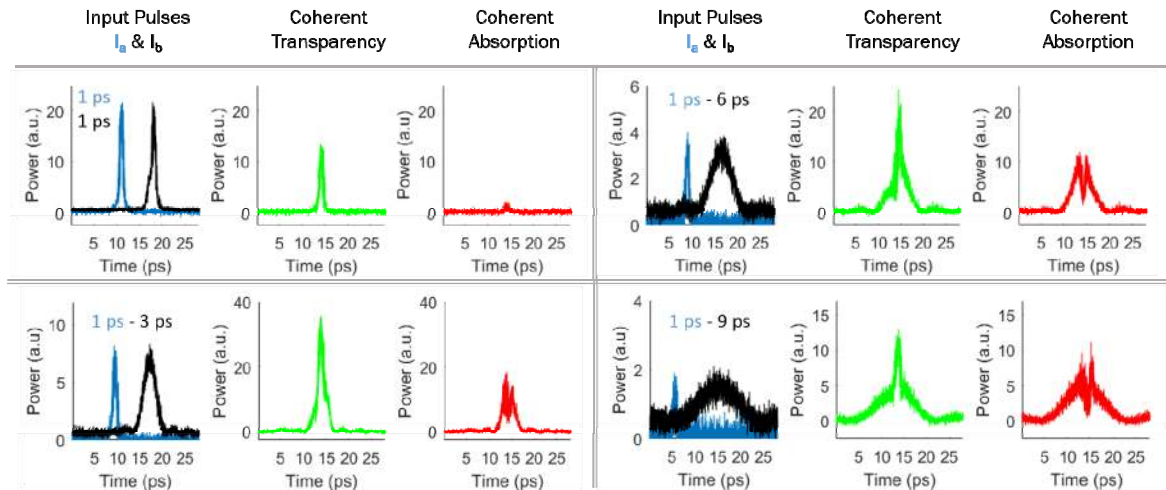 Input Pulses
Ia & Ib
Coherent
Transparency
Coherent
Absorption
Input Pulses
Ia & Ib
Coherent
Transparency
Coherent
Absorption
Power (a.u.)
20
10
0
1 ps
1 ps
5 10 15 20 25
Time (ps)
Power (a.u.)
20
10
0
5 10 15 20 25
Time (ps)
Power (a.u)
20
10
0
5 10 15 20 25
Time (ps)
Power (a.u)
6
4
2
0
1 ps - 6 ps
5 10 15 20 25
Time (ps)
Power (a.u.)
20
10
0
5 10 15 20 25
Time (ps)
Power (a.u.)
20
10
0
5 10 15 20 25
Time (ps)
Power (a.u)
10
5
0
1 ps - 3 ps
5 10 15 20 25
Time (ps)
Power (a.u.)
40
20
0
5 10 15 20 25
Time (ps)
Power (a.u.)
40
20
0
5 10 15 20 25
Time (ps)
Power (a.u)
4
2
0
1 ps - 9 ps
5 10 15 20 25
Time (ps)
Power (a.u.)
15
10
5
0
5 10 15 20 25
Time (ps)
Power (a.u.)
15
10
5
0
5 10 15 20 25
Time (ps)